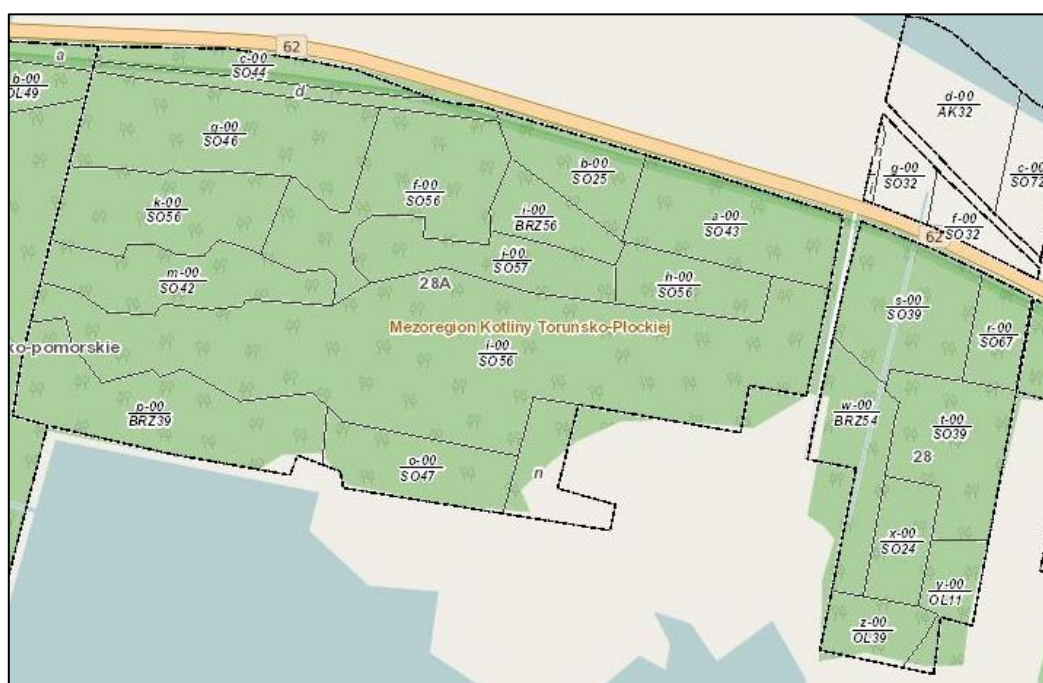 62
a
c-00
SO44
b-00
OL49
d
d-00
AK32
g-00
SO46
b-00
SO25
n
g-00
SO32
c-00
SO72
k-00
SO56
f-00
SO56
i-00
BRZ56
a-00
SO43
f-00
SO32
62
m-00
SO42
j-00
SO57
h-00
SO56
28A
s-00
SO39
r-00
SO67
Mezoregion Kotliny Toruńsko-Płockiej
ko-pomorskie
l-00
SO56
p-00
BRZ39
w-00
BRZ54
t-00
SO39
28
o-00
SO47
n
x-00
SO24
y-00
OL11
z-00
OL39